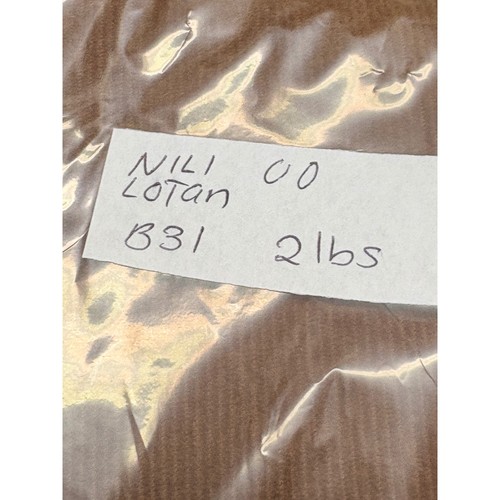 NILI 00
LOTan
B31 2lbs